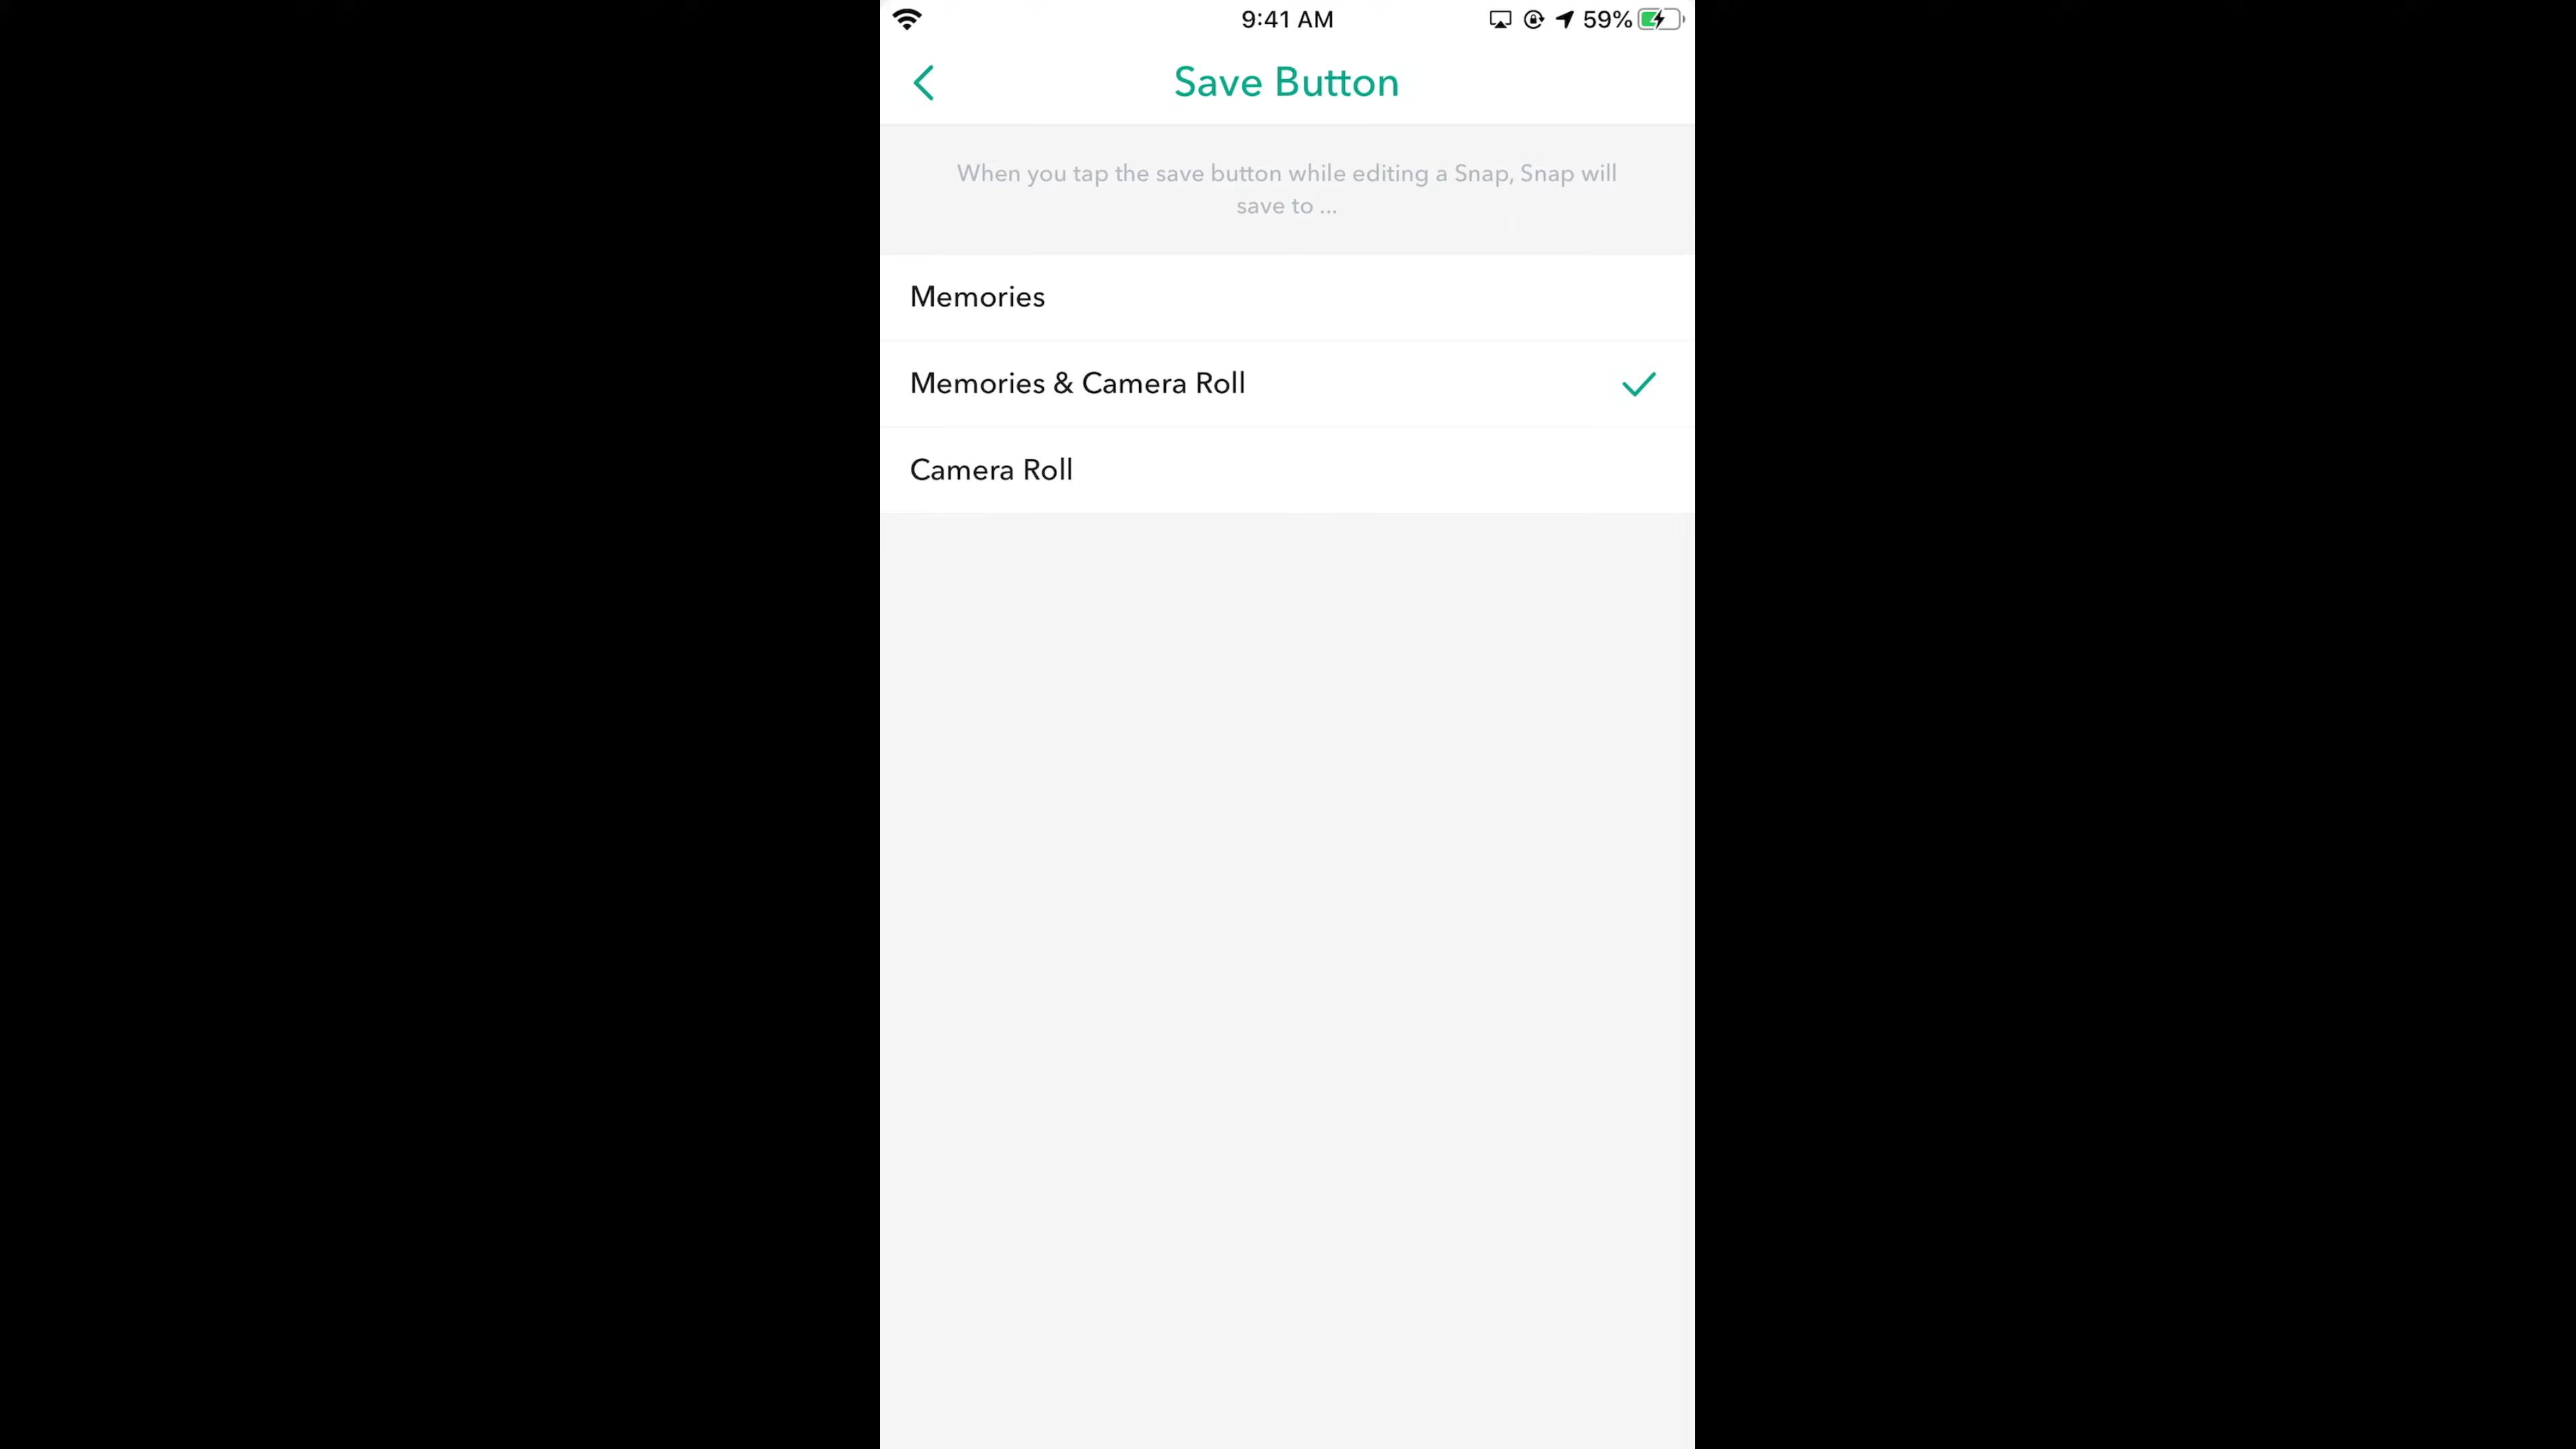 9:41 AM
59%
Save Button
When you tap the save button while editing a Snap, Snap will
save to ...
Memories
Memories & Camera Roll
Camera Roll